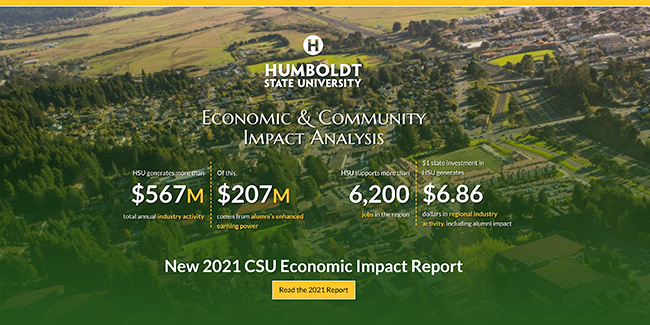 H
HUMBOLDT
STATE UNIVERSITY
ECONOMIC & COMMUNITY
IMPACT ANALYSIS
HSU generates more than
$567M
total annual industry activity
Of this,
$207M
comes from alumni's enhanced
earning power
HSU supports more than
6,200
jobs in the region
$1 state investment in
HSU generates
$6.86
dollars in regional industry
activity, including alumni impact
New 2021 CSU Economic Impact Report
Read the 2021 Report